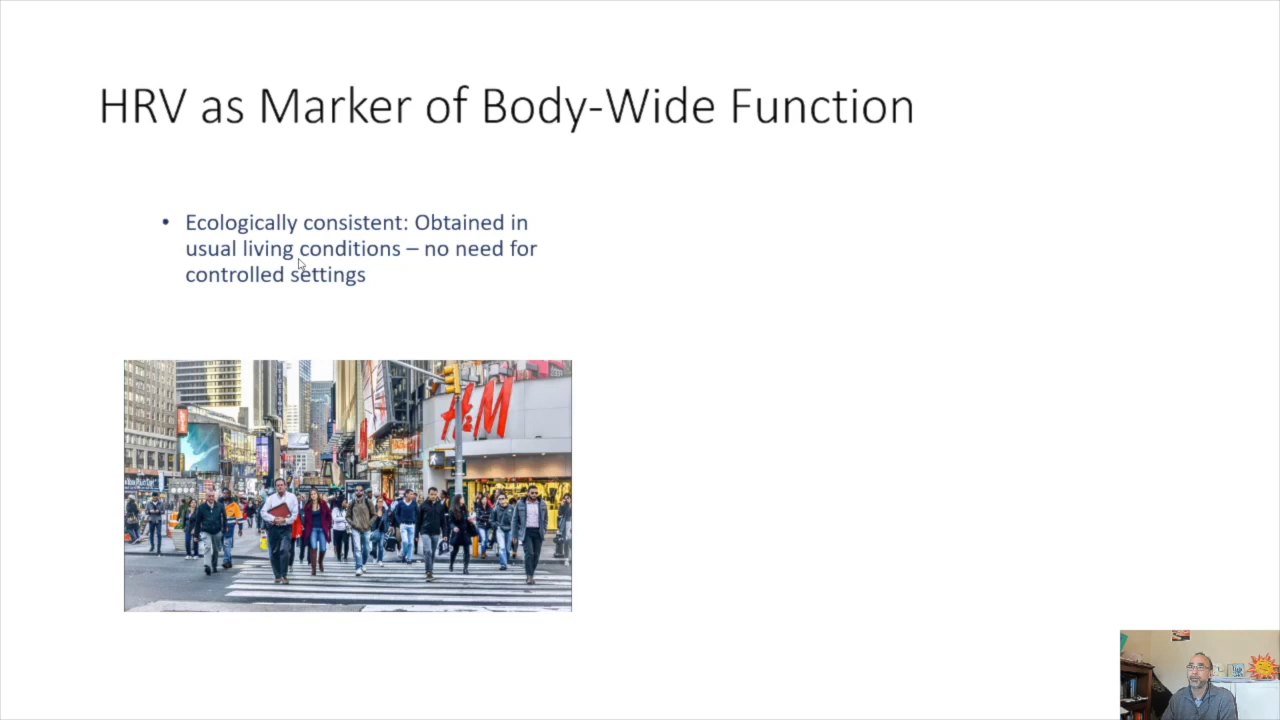 HRV as Marker of Body-Wide Function
• Ecologically consistent: Obtained in
usual living conditions – no need for
controlled settings
H&M